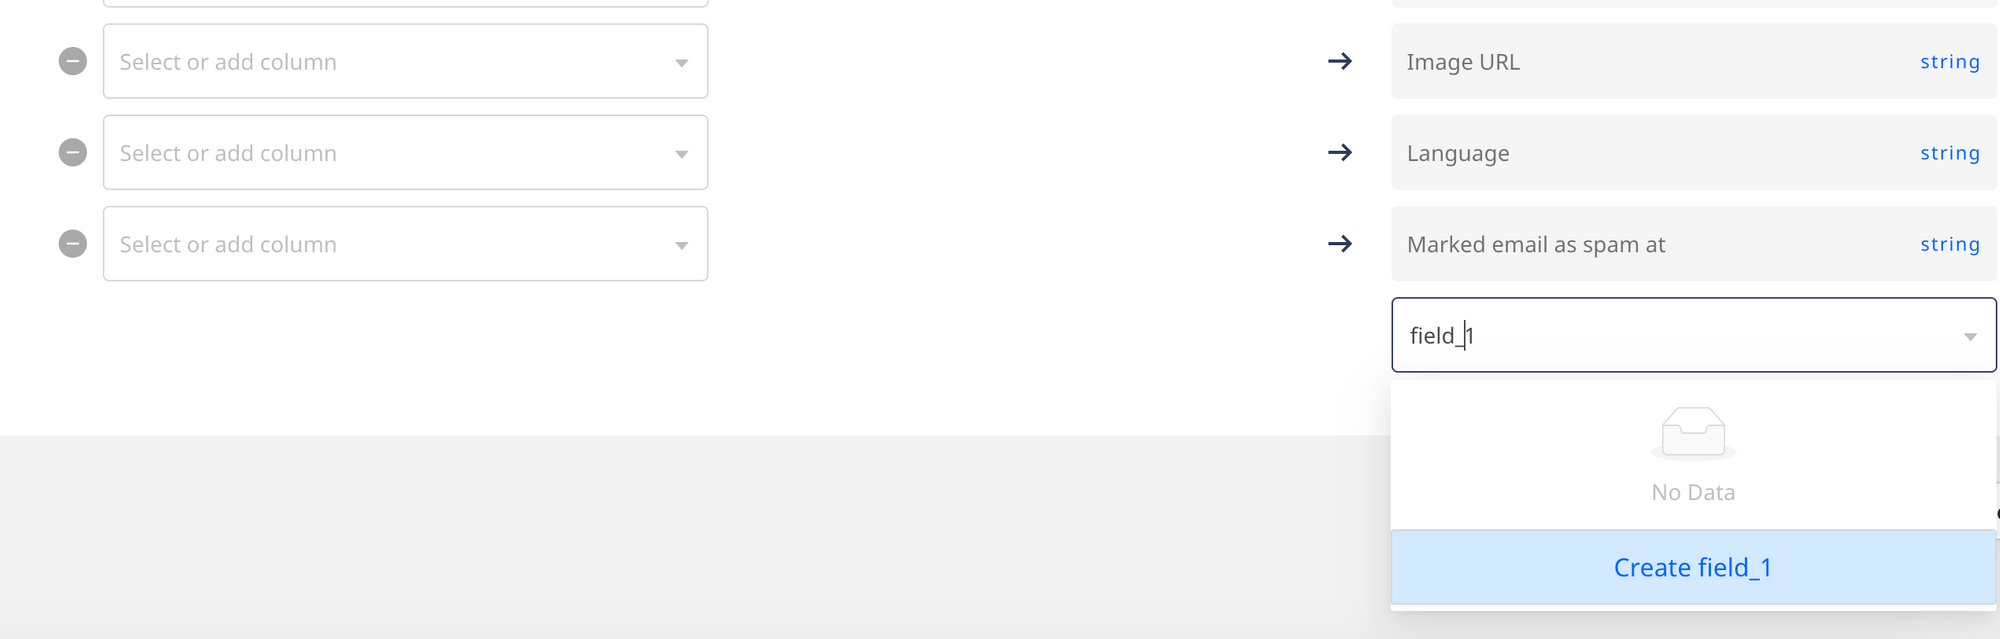 Select or add column
Image URL string
Select or add column
Language string
Select or add column
Marked email as spam at string
field_1
No Data
Create field_1